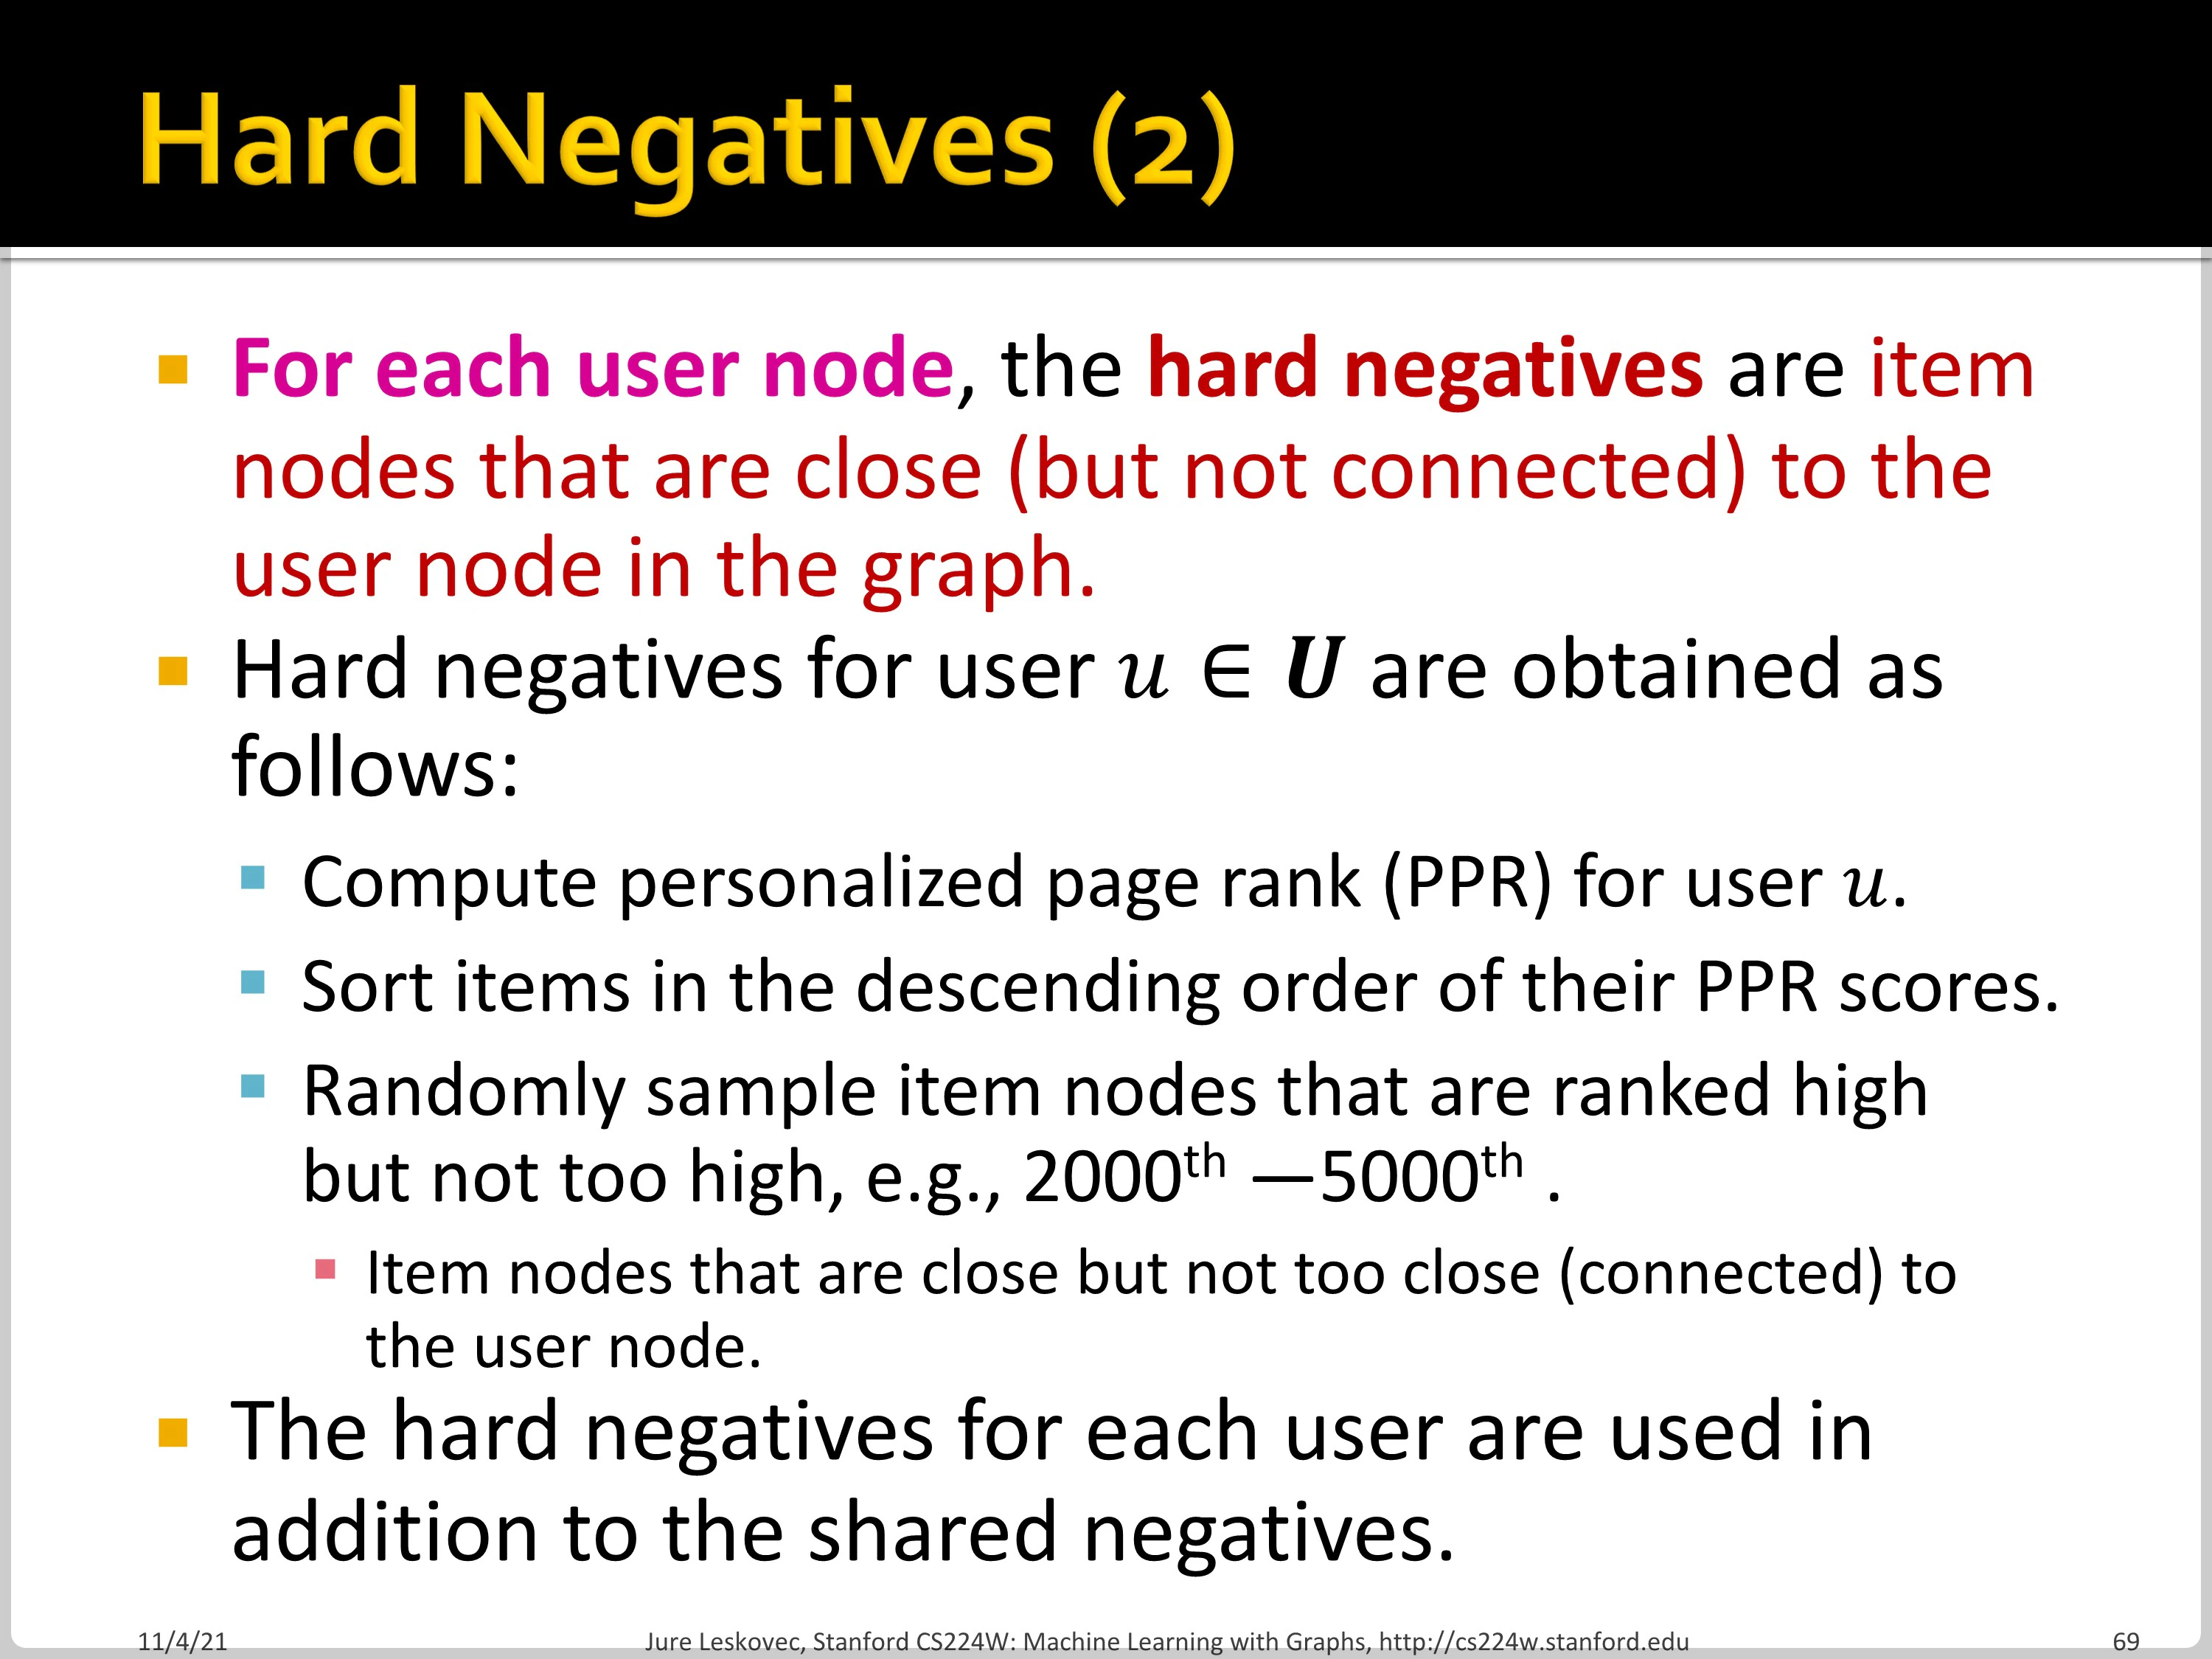 Hard Negatives (2)
For each user node, the hard negatives are item
nodes that are close (but not connected) to the
user node in the graph.
Hard negatives for user 𝑢 ∈ 𝑼 are obtained as
follows:
Compute personalized page rank (PPR) for user 𝑢.
Sort items in the descending order of their PPR scores.
Randomly sample item nodes that are ranked high
but not too high, e.g., 2000th —5000th .
Item nodes that are close but not too close (connected) to
the user node.
The hard negatives for each user are used in
addition to the shared negatives.
11/4/21 Jure Leskovec, Stanford CS224W: Machine Learning with Graphs, http://cs224w.stanford.edu 69